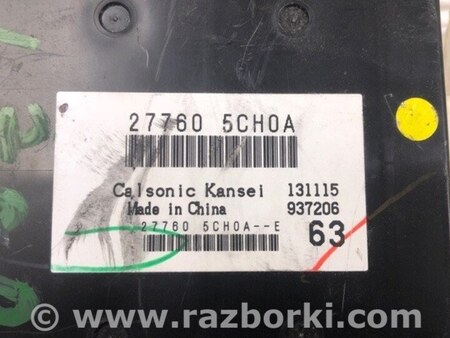 27760 5CH0A
Calsonic Kansei 131115
Made in China 937206
27760 5CH0A--E 63
© www.razborki.com